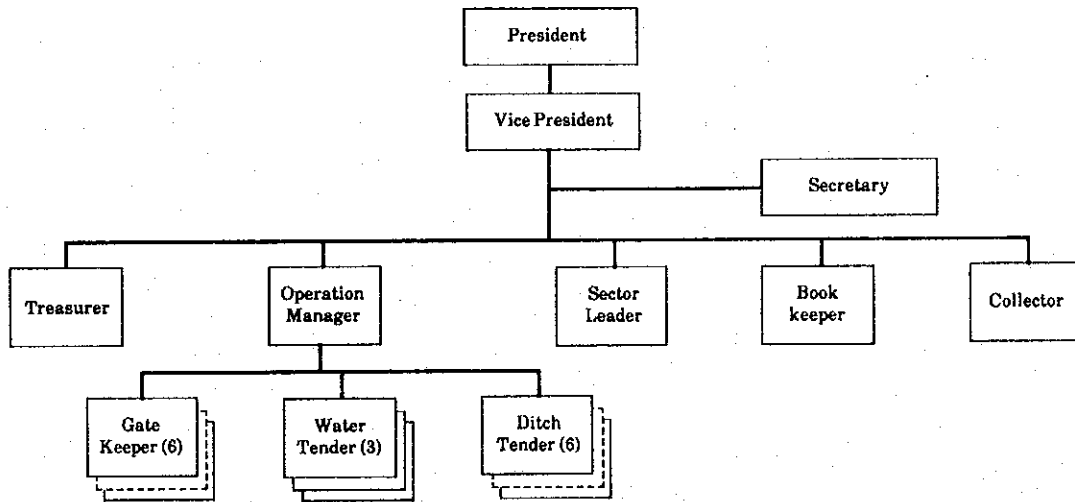 President
Vice President
Secretary
Treasurer
Operation
Manager
Sector
Leader
Book
keeper
Collector
Gate
Keeper (6)
Water
Tender (3)
Ditch
Tender (6)